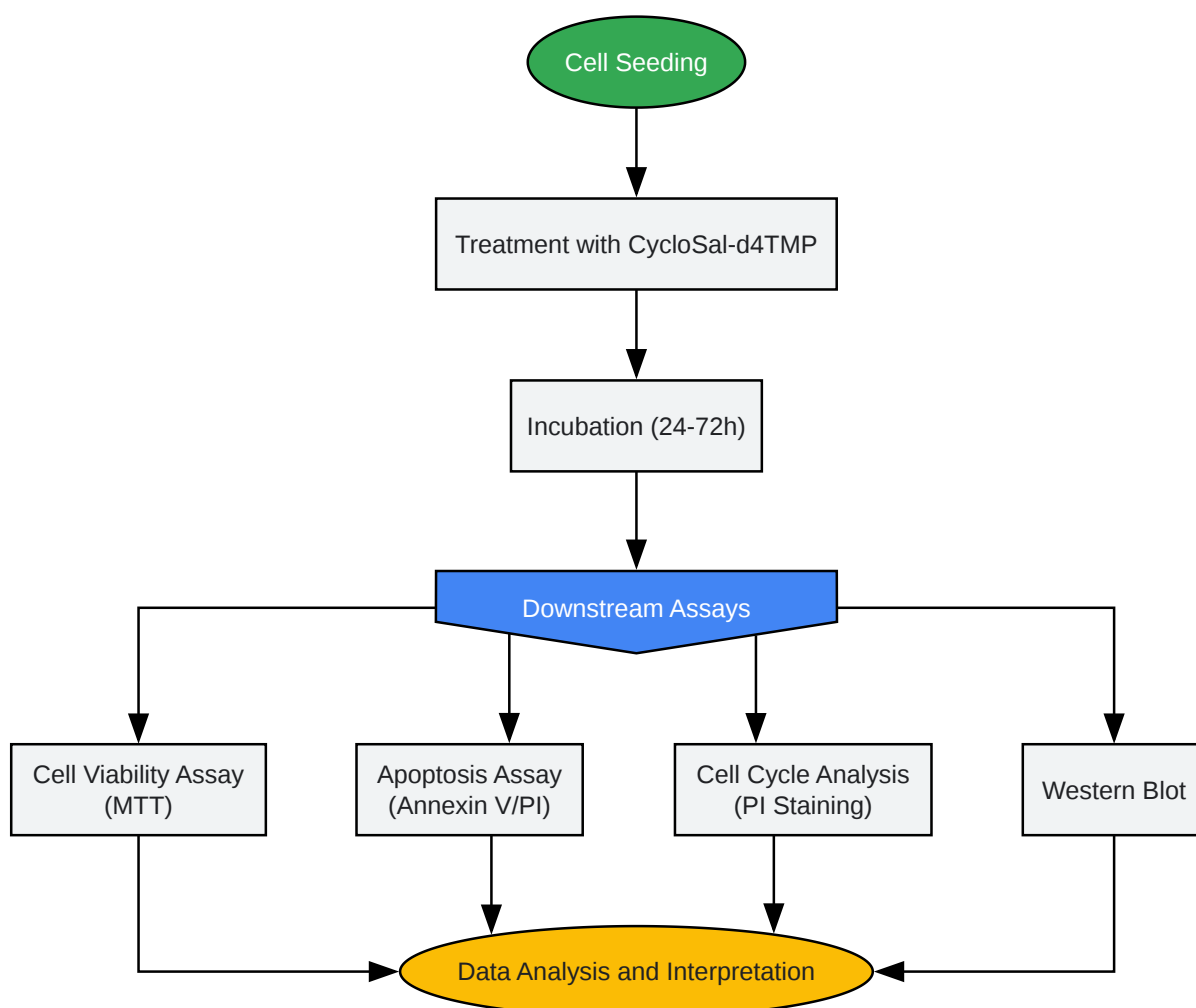 Cell Seeding
Treatment with CycloSal-d4TMP
Incubation (24-72h)
Downstream Assays
Cell Viability Assay
(MTT)
Apoptosis Assay
(Annexin V/PI)
Cell Cycle Analysis
(PI Staining)
Western Blot
Data Analysis and Interpretation